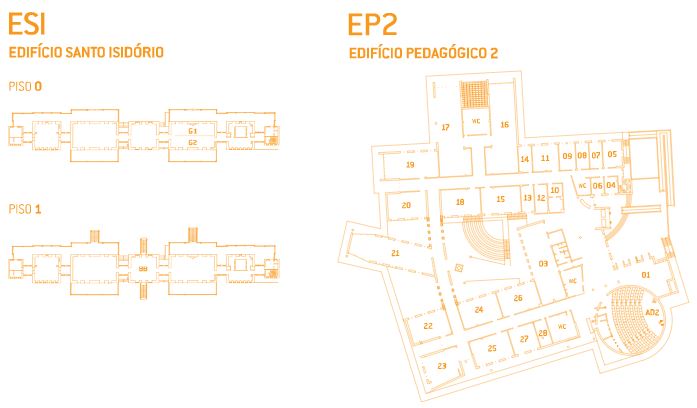 ESI
EDIFÍCIO SANTO ISIDÓRIO
PISO 0
G1
G2
PISO 1
BB
EP2
EDIFÍCIO PEDAGÓGICO 2
17
WC
16
19
14
11
09
08
07
05
WC
06
04
20
18
15
13
12
10
21
03
01
WC
AD2
24
26
22
25
27
28
WC
23